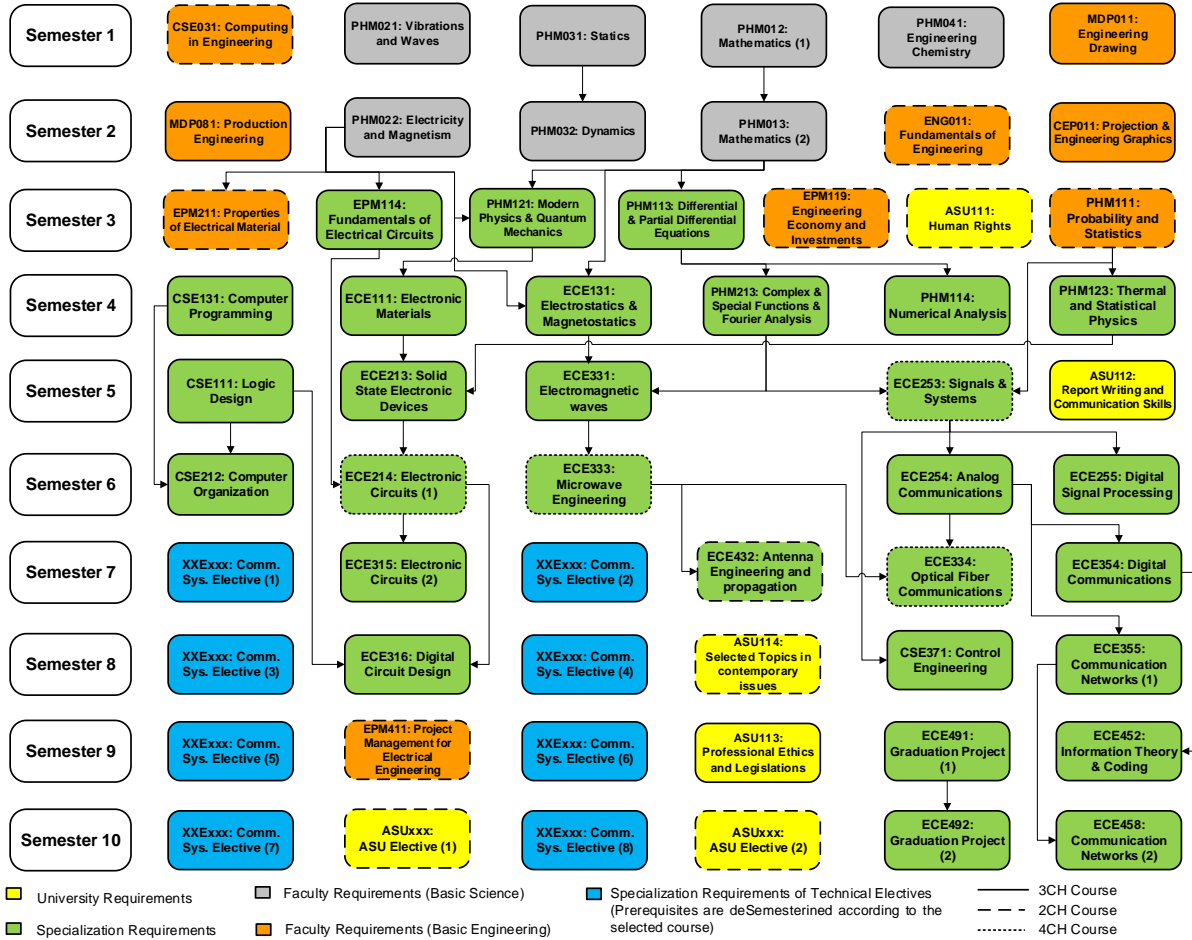 Semester 1
CSE031: Computing
in Engineering
PHM021: Vibrations
and Waves
PHM031: Statics
PHM012:
Mathematics (1)
PHM041:
Engineering
Chemistry
MDP011:
Engineering
Drawing
Semester 2
MDP081: Production
Engineering
PHM022: Electricity
and Magnetism
PHM032: Dynamics
PHM013:
Mathematics (2)
ENG011:
Fundamentals of
Engineering
CEP011: Projection &
Engineering Graphics
Semester 3
EPM211: Properties
of Electrical Material
EPM114:
Fundamentals of
Electrical Circuits
PHM121: Modern
Physics & Quantum
Mechanics
PHM113: Differential
& Partial Differential
Equations
EPM119:
Engineering
Economy and
Investments
ASU111:
Human Rights
PHM111:
Probability and
Statistics
Semester 4
CSE131: Computer
Programming
ECE111: Electronic
Materials
ECE131:
Electrostatics &
Magnetostatics
PHM213: Complex &
Special Functions &
Fourier Analysis
PHM114:
Numerical Analysis
PHM123: Thermal
and Statistical
Physics
Semester 5
CSE111: Logic
Design
ECE213: Solid
State Electronic
Devices
ECE331:
Electromagnetic
waves
ECE253: Signals
& Systems
ASU112:
Report Writing and
Communication Skills
Semester 6
CSE212: Computer
Organization
ECE214: Electronic
Circuits (1)
ECE333:
Microwave
Engineering
ECE254: Analog
Communications
ECE255: Digital
Signal Processing
Semester 7
XXExxx: Comm.
Sys. Elective (1)
ECE315: Electronic
Circuits (2)
XXExxx: Comm.
Sys. Elective (2)
ECE432: Antenna
Engineering and
propagation
ECE334:
Optical Fiber
Communications
ECE354: Digital
Communications
Semester 8
XXExxx: Comm.
Sys. Elective (3)
ECE316: Digital
Circuit Design
XXExxx: Comm.
Sys. Elective (4)
ASU114:
Selected Topics in
contemporary
issues
CSE371: Control
Engineering
ECE355:
Communication
Networks (1)
Semester 9
XXExxx: Comm.
Sys. Elective (5)
EPM411: Project
Management for
Electrical
Engineering
XXExxx: Comm.
Sys. Elective (6)
ASU113:
Professional Ethics
and Legislations
ECE491:
Graduation Project
(1)
ECE452:
Information Theory
& Coding
Semester 10
XXExxx: Comm.
Sys. Elective (7)
ASUxxx:
ASU Elective (1)
XXExxx: Comm.
Sys. Elective (8)
ASUxxx:
ASU Elective (2)
ECE492:
Graduation Project
(2)
ECE458:
Communication
Networks (2)
University Requirements
Specialization Requirements
Faculty Requirements (Basic Science)
Faculty Requirements (Basic Engineering)
Specialization Requirements of Technical Electives
(Prerequisites are deSemesterined according to the
selected course)
3CH Course
2CH Course
4CH Course